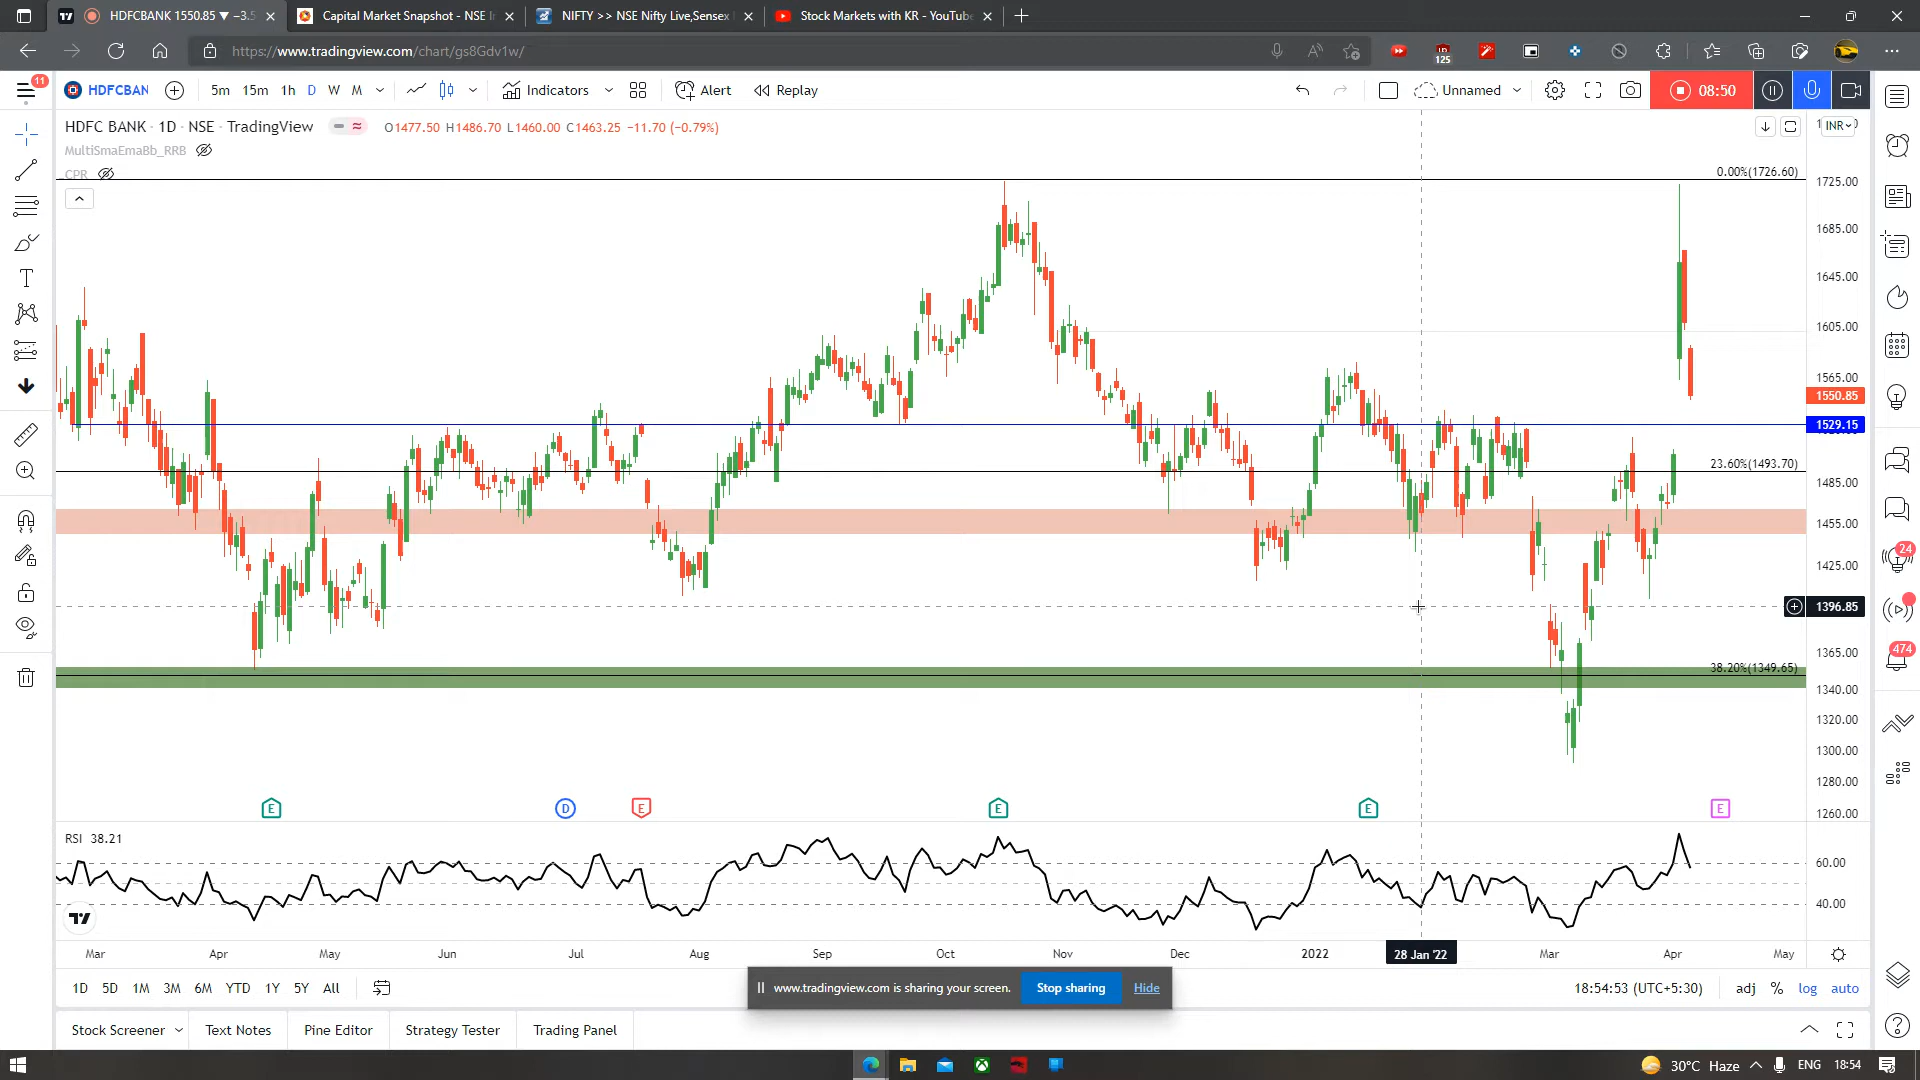 HDFCBANK 1550.85 ▼ −3.5
Capital Market Snapshot - NSE I
NIFTY >> NSE Nifty Live,Sensex
Stock Markets with KR - YouTube
https://www.tradingview.com/chart/gs8Gdv1w/
125
11
HDFCBAN
5m 15m 1h D W M
Indicators
Alert
Replay
Unnamed
08:50
HDFC BANK · 1D · NSE · TradingView
O1477.50 H1486.70 L1460.00 C1463.25 −11.70 (−0.79%)
INR
MultiSmaEmaBb_RRB
CPR
0.00%(1726.60)
1725.00
1685.00
1645.00
1605.00
1565.00
1550.85
1529.15
23.60%(1493.70)
1485.00
1455.00
1425.00
1396.85
1365.00
38.20%(1349.65)
1340.00
1320.00
1300.00
1280.00
1260.00
E D E E E E
24
474
RSI 38.21
60.00
40.00
Mar Apr May Jun Jul Aug Sep Oct Nov Dec 2022 28 Jan '22 Mar Apr May
1D 5D 1M 3M 6M YTD 1Y 5Y All
www.tradingview.com is sharing your screen.
Stop sharing
Hide
18:54:53 (UTC+5:30)
adj % log auto
Stock Screener Text Notes Pine Editor Strategy Tester Trading Panel
30°C Haze ENG 18:54